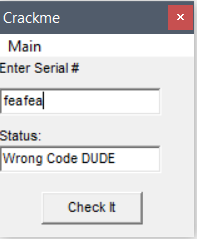 Crackme
Main
Enter Serial #
feafea
Status:
Wrong Code DUDE
Check It